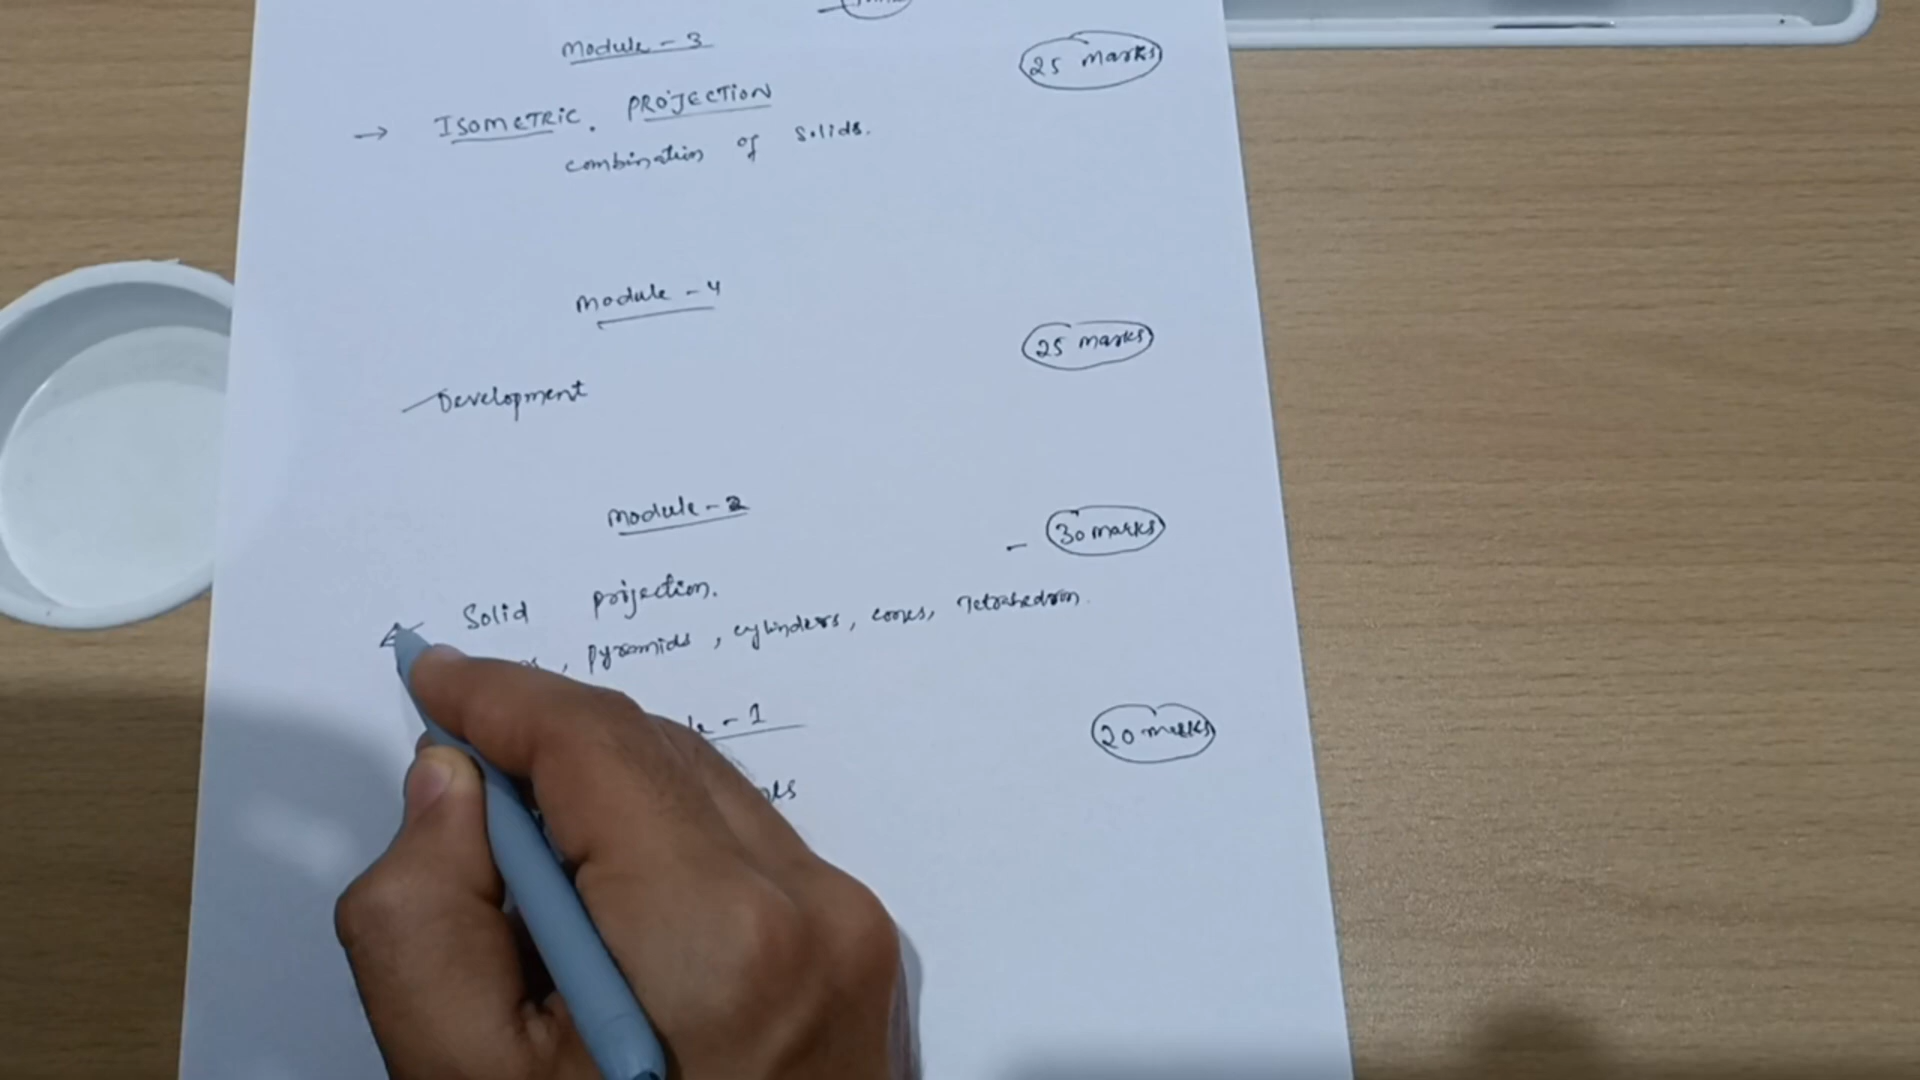 Module - 3
25 marks
→ ISOMETRIC. PROJECTION
combination of solids.
Module - 4
25 marks
Development
Module - 2
- 30 marks
Solid projection.
, pyramids, cylinders, cones, Tetrahedron.
- 1
20 marks